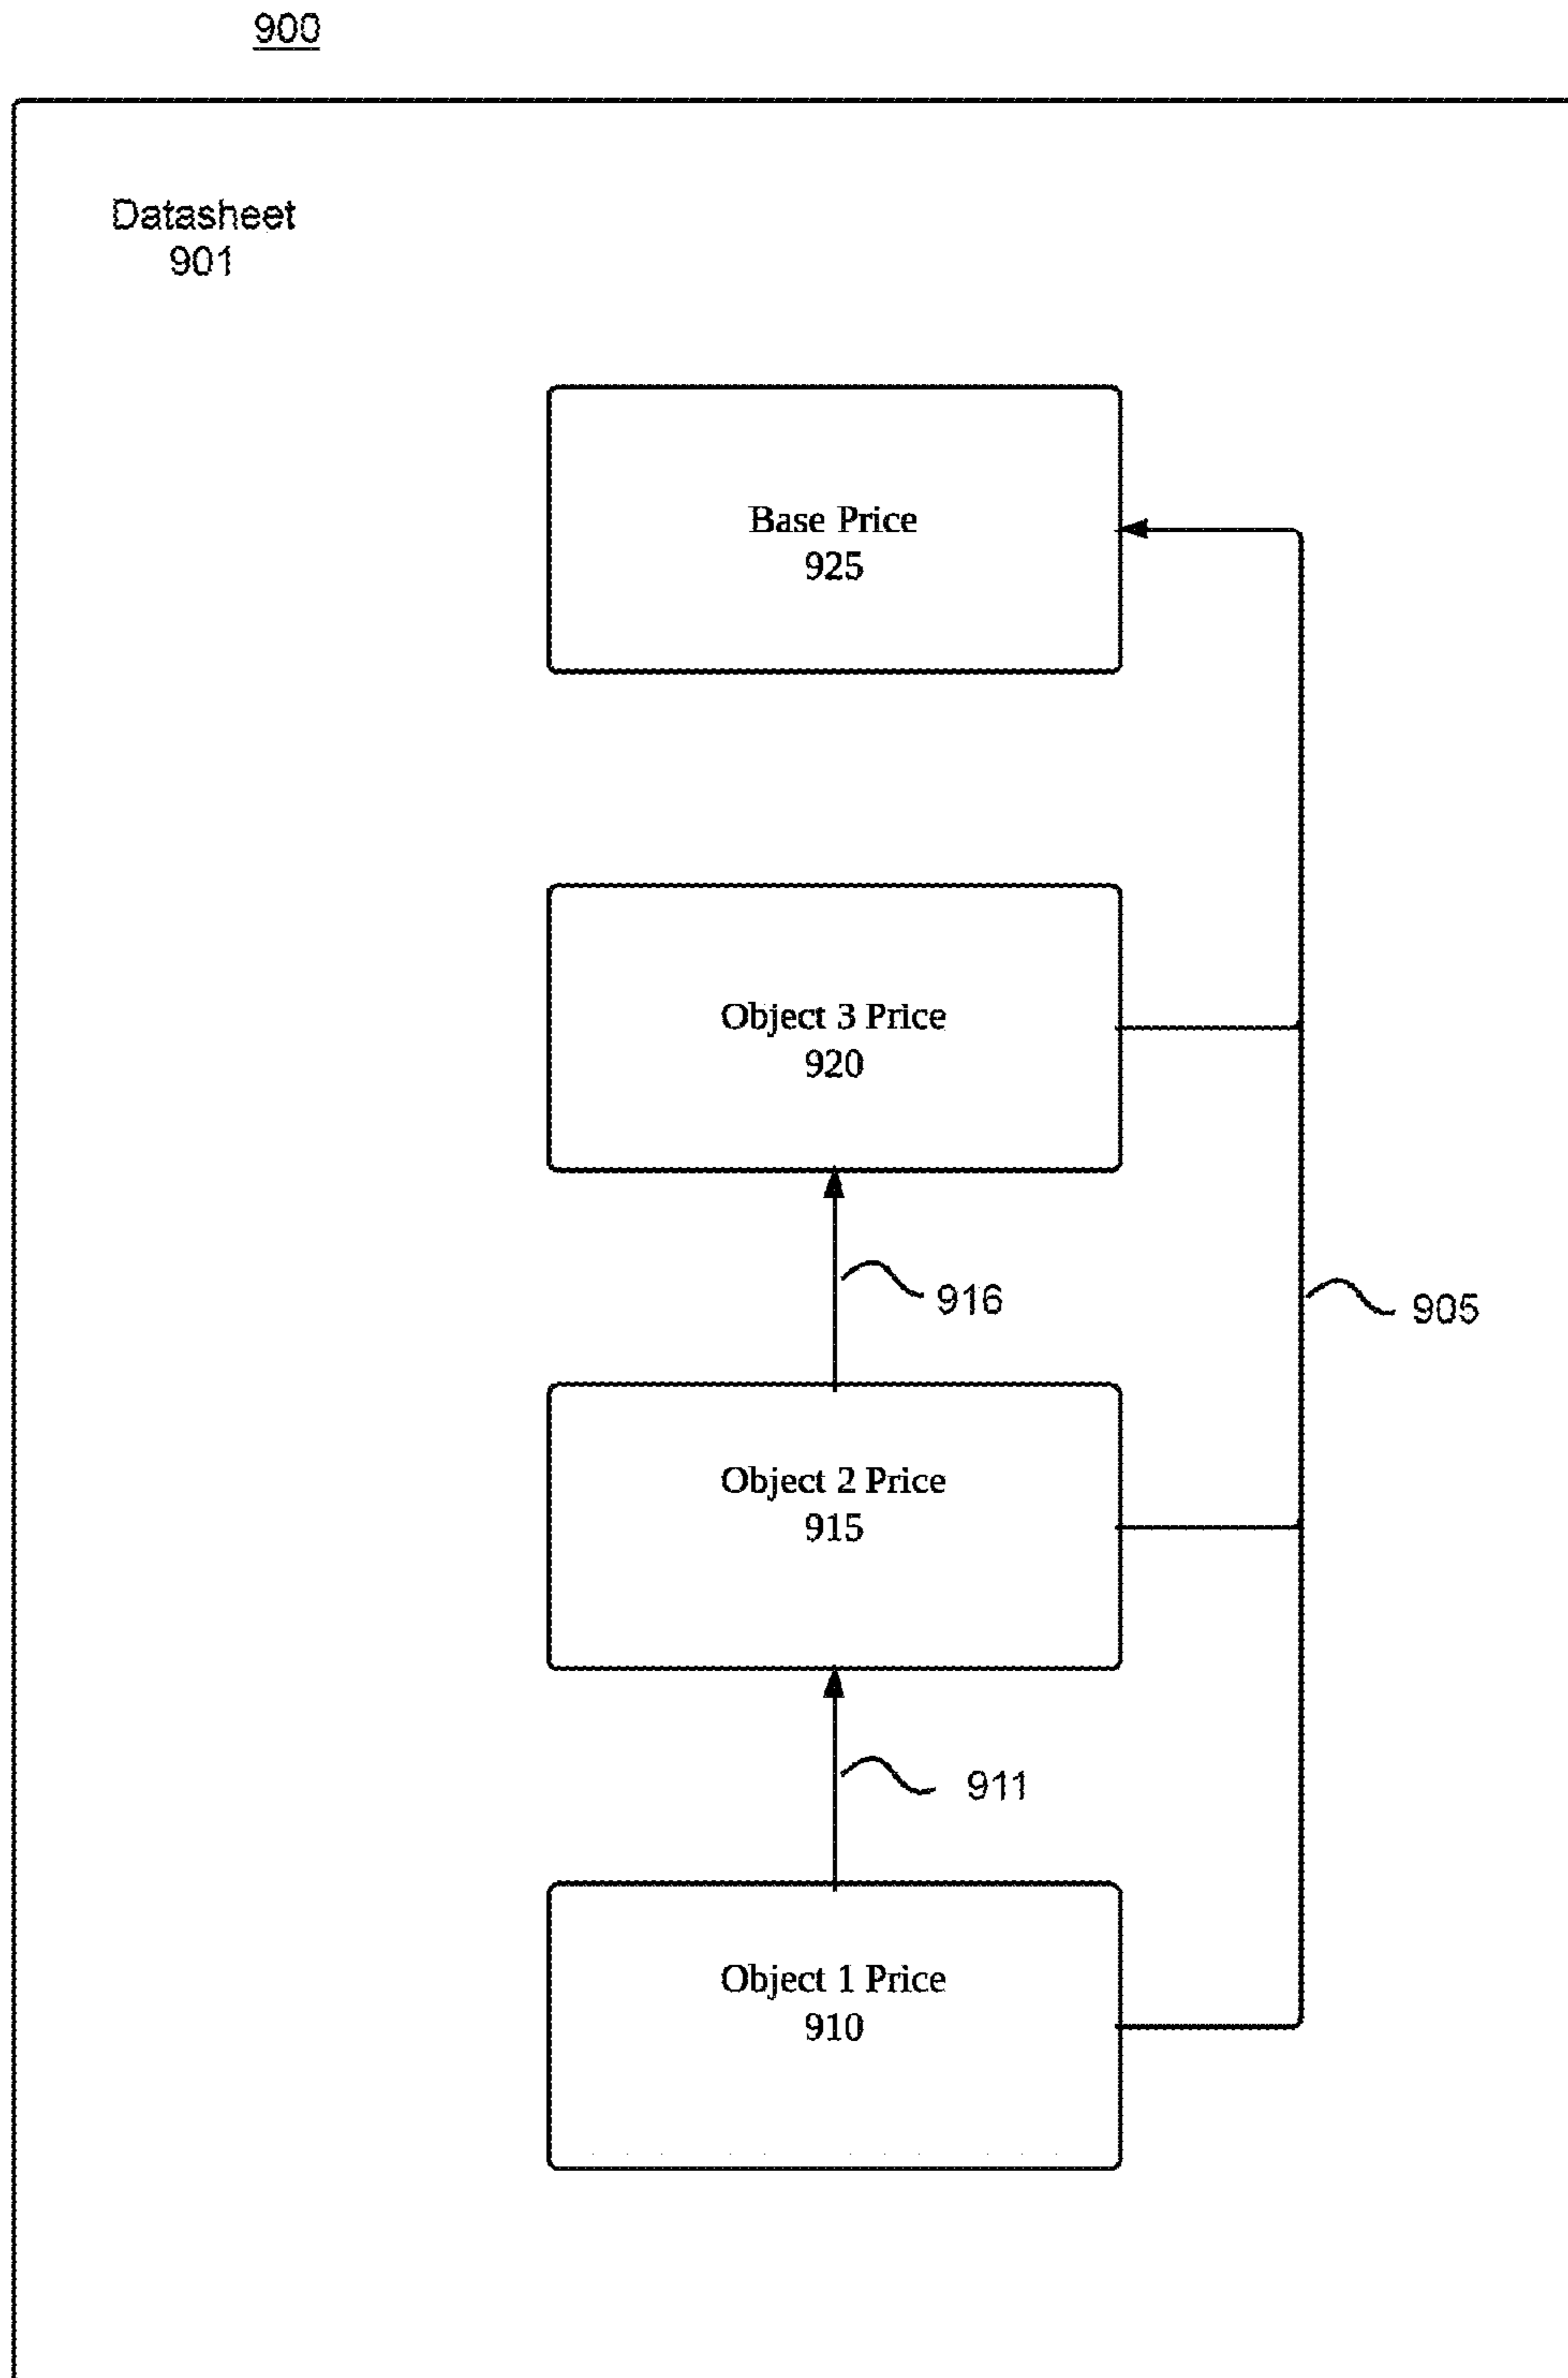 900
Datasheet
901
Base Price
925
Object 3 Price
920
916
905
Object 2 Price
915
911
Object 1 Price
910